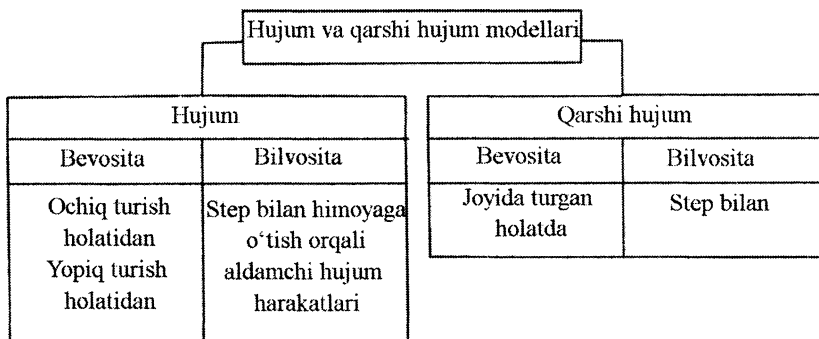 Hujum va qarshi hujum modellari
Hujum
Bevosita
Bilvosita
Ochiq turish
holatidan
Yopiq turish
holatidan
Step bilan himoyaga
o‘tish orqali
aldamchi hujum
harakatlari
Qarshi hujum
Bevosita
Bilvosita
Joyida turgan
holatda
Step bilan